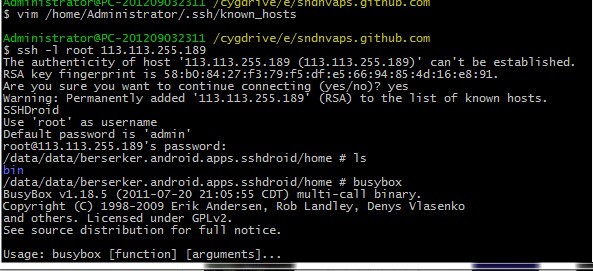 Administrator@PC-201209032311 /cygdrive/e/sndnvaps.github.com
$ vim /home/Administrator/.ssh/known_hosts
Administrator@PC-201209032311 /cygdrive/e/sndnvaps.github.com
$ ssh -l root 113.113.255.189
The authenticity of host '113.113.255.189 (113.113.255.189)' can't be established.
RSA key fingerprint is 58:b0:84:27:f3:79:f5:df:e5:66:94:85:4d:16:e8:91.
Are you sure you want to continue connecting (yes/no)? yes
Warning: Permanently added '113.113.255.189' (RSA) to the list of known hosts.
SSHDroid
Use 'root' as username
Default password is 'admin'
root@113.113.255.189's password:
/data/data/berserker.android.apps.sshdroid/home # ls
bin
/data/data/berserker.android.apps.sshdroid/home # busybox
BusyBox v1.18.5 (2011-07-20 21:05:55 CDT) multi-call binary.
Copyright (C) 1998-2009 Erik Andersen, Rob Landley, Denys Vlasenko
and others. Licensed under GPLv2.
See source distribution for full notice.
Usage: busybox [function] [arguments]...